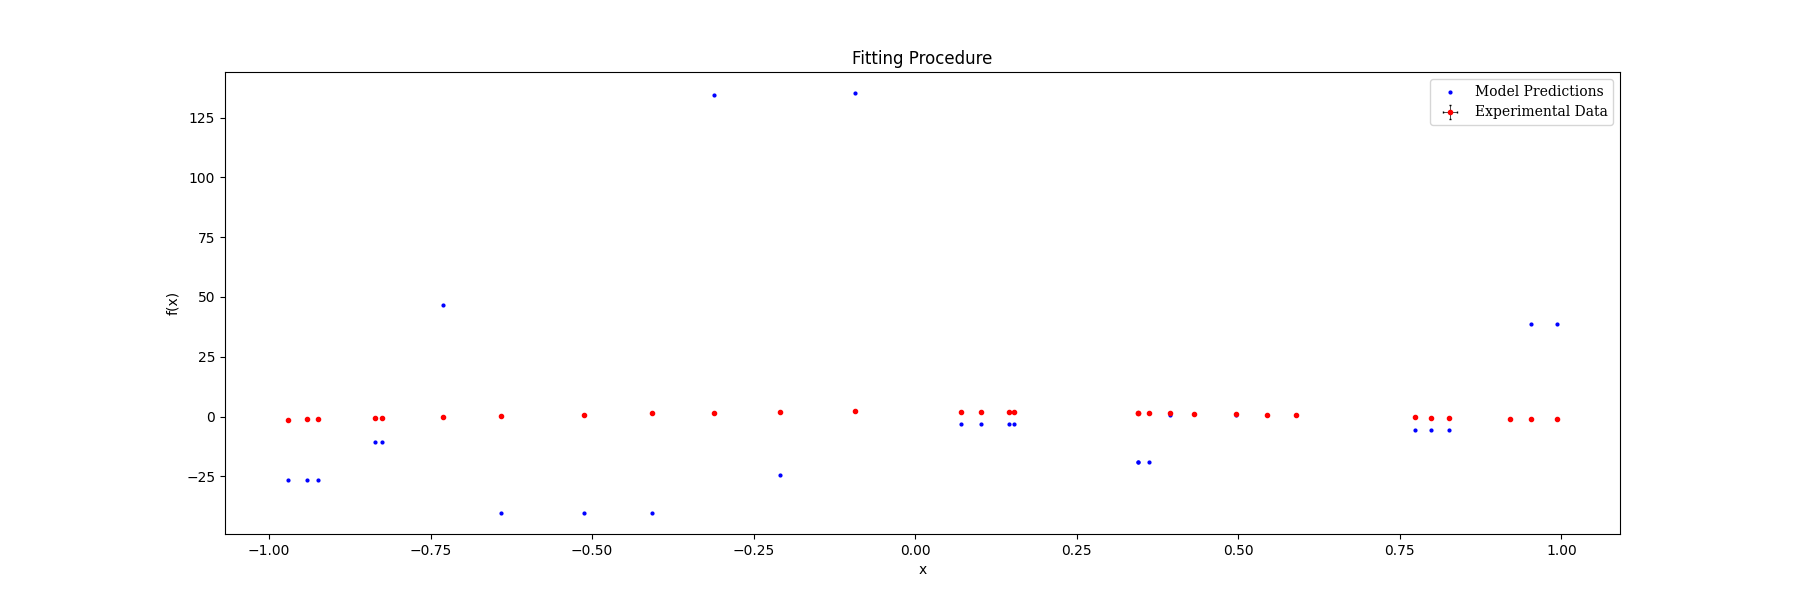 Fitting Procedure
Model Predictions
Experimental Data
f(x)
125
100
75
50
25
0
−25
−1.00 −0.75 −0.50 −0.25 0.00 0.25 0.50 0.75 1.00
x